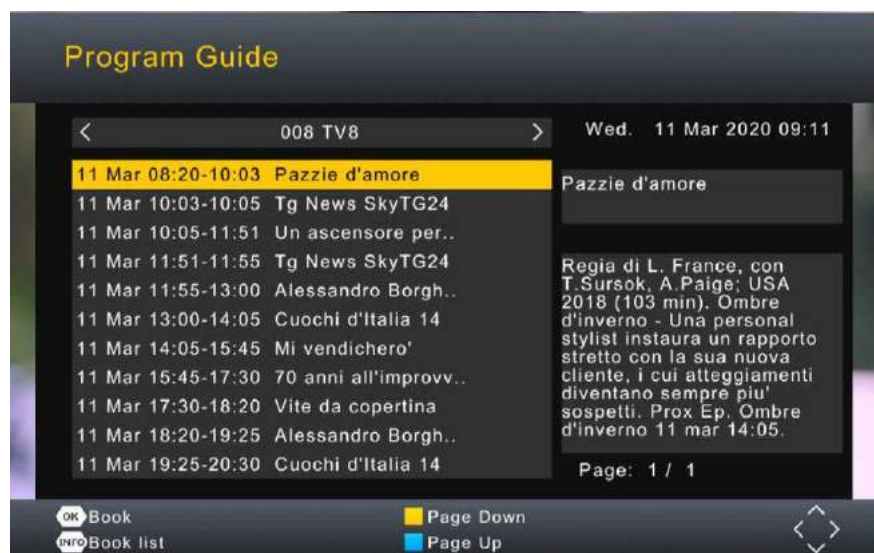 Program Guide
< 008 TV8 >
Wed. 11 Mar 2020 09:11
11 Mar 08:20-10:03 Pazzie d'amore
11 Mar 10:03-10:05 Tg News SkyTG24
11 Mar 10:05-11:51 Un ascensore per..
11 Mar 11:51-11:55 Tg News SkyTG24
11 Mar 11:55-13:00 Alessandro Borgh..
11 Mar 13:00-14:05 Cuochi d'Italia 14
11 Mar 14:05-15:45 Mi vendichero'
11 Mar 15:45-17:30 70 anni all'improvv..
11 Mar 17:30-18:20 Vite da copertina
11 Mar 18:20-19:25 Alessandro Borgh..
11 Mar 19:25-20:30 Cuochi d'Italia 14
Pazzie d'amore
Regia di L. France, con
T.Sursok, A.Paige; USA
2018 (103 min). Ombre
d'inverno - Una personal
stylist instaura un rapporto
stretto con la sua nuova
cliente, i cui atteggiamenti
diventano sempre piu'
sospetti. Prox Ep. Ombre
d'inverno 11 mar 14:05.
Page: 1 / 1
OK Book
INFO Book list
Page Down
Page Up